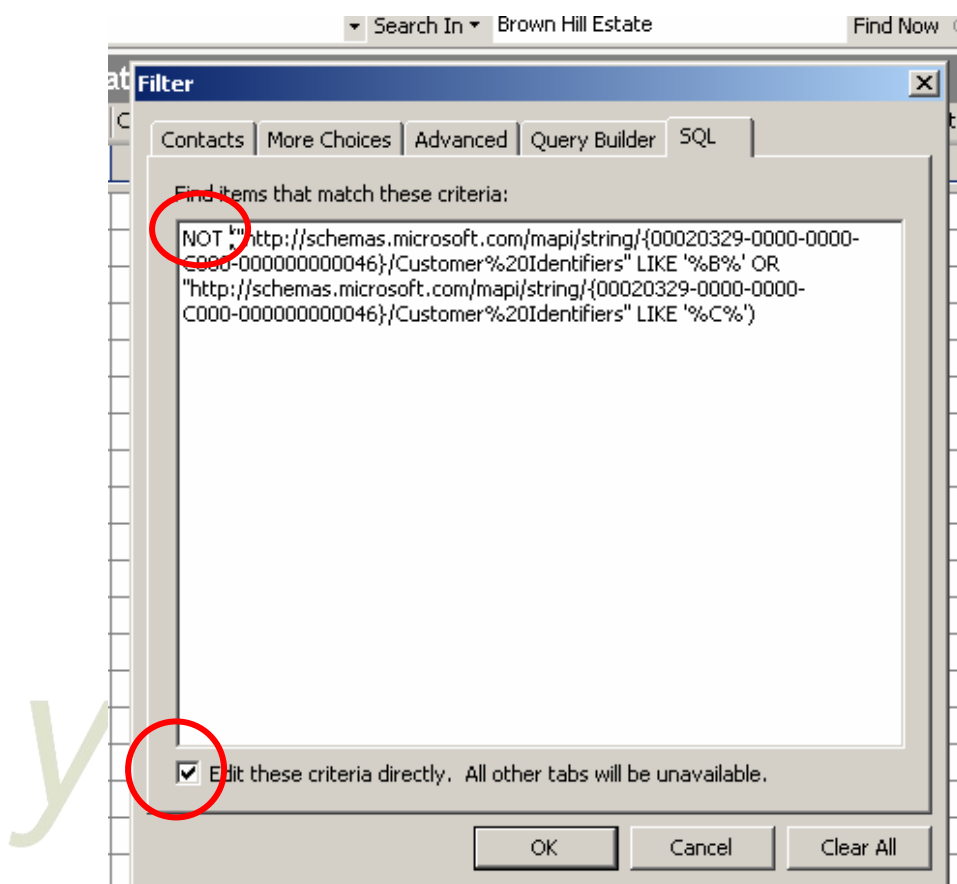 Search In Brown Hill Estate Find Now
at Filter
C Contacts More Choices Advanced Query Builder SQL t
Find items that match these criteria:
NOT ("http://schemas.microsoft.com/mapi/string/{00020329-0000-0000-
C000-000000000046}/Customer%20Identifiers" LIKE '%B%' OR
"http://schemas.microsoft.com/mapi/string/{00020329-0000-0000-
C000-000000000046}/Customer%20Identifiers" LIKE '%C%')
y
Edit these criteria directly. All other tabs will be unavailable.
OK Cancel Clear All